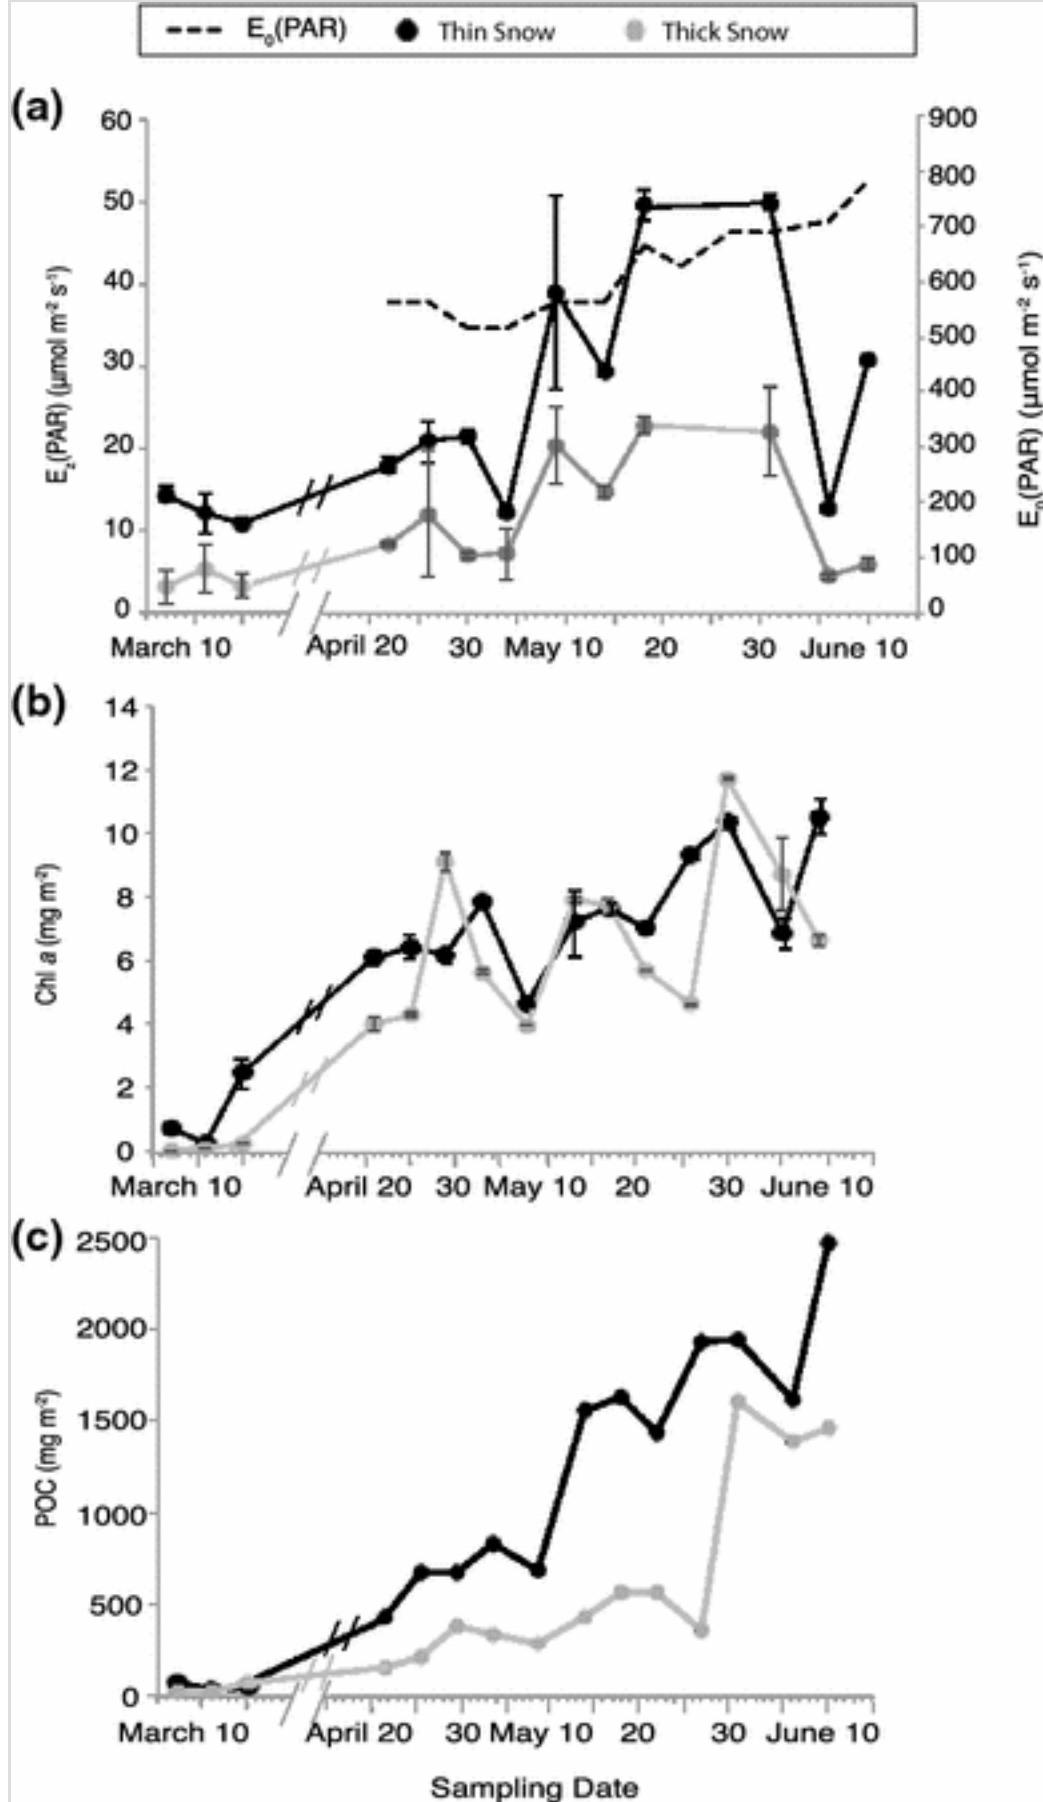 E₀(PAR) Thin Snow Thick Snow
(a)
60
50
40
30
20
10
0
900
800
700
600
500
400
300
200
100
0
E_z(PAR) (µmol m⁻² s⁻¹)
E₀(PAR) (µmol m⁻² s⁻¹)
March 10 April 20 30 May 10 20 30 June 10
(b)
14
12
10
8
6
4
2
0
Chl a (mg m⁻²)
March 10 April 20 30 May 10 20 30 June 10
(c)
2500
2000
1500
1000
500
0
POC (mg m⁻²)
March 10 April 20 30 May 10 20 30 June 10
Sampling Date